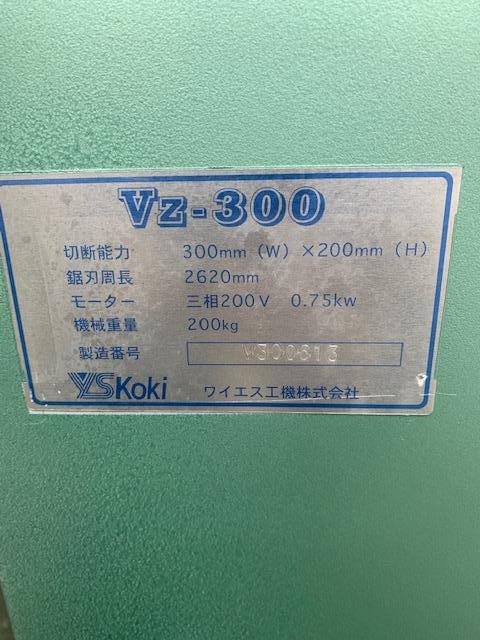 Vz-300
切断能力 300mm（W）×200mm（H）
鋸刃周長 2620mm
モーター 三相200V 0.75kw
機械重量 200kg
製造番号
YSKoki ワイエス工機株式会社